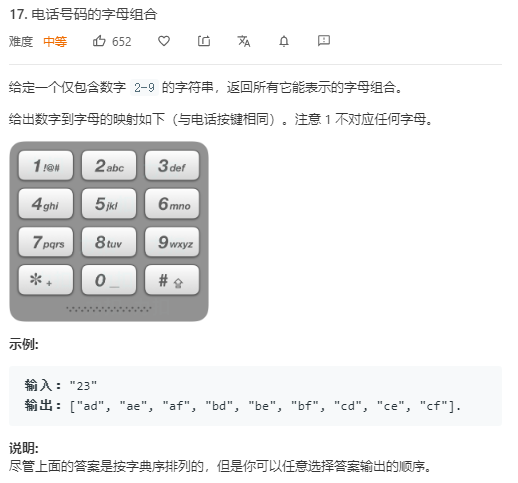 17. 电话号码的字母组合
难度 中等 652
给定一个仅包含数字 2-9 的字符串，返回所有它能表示的字母组合。
给出数字到字母的映射如下（与电话按键相同）。注意 1 不对应任何字母。
1 !@# 2 abc 3 def
4 ghi 5 jkl 6 mno
7 pqrs 8 tuv 9 wxyz
* + 0 _ #
示例:
输入："23"
输出：["ad", "ae", "af", "bd", "be", "bf", "cd", "ce", "cf"].
说明:
尽管上面的答案是按字典序排列的，但是你可以任意选择答案输出的顺序。